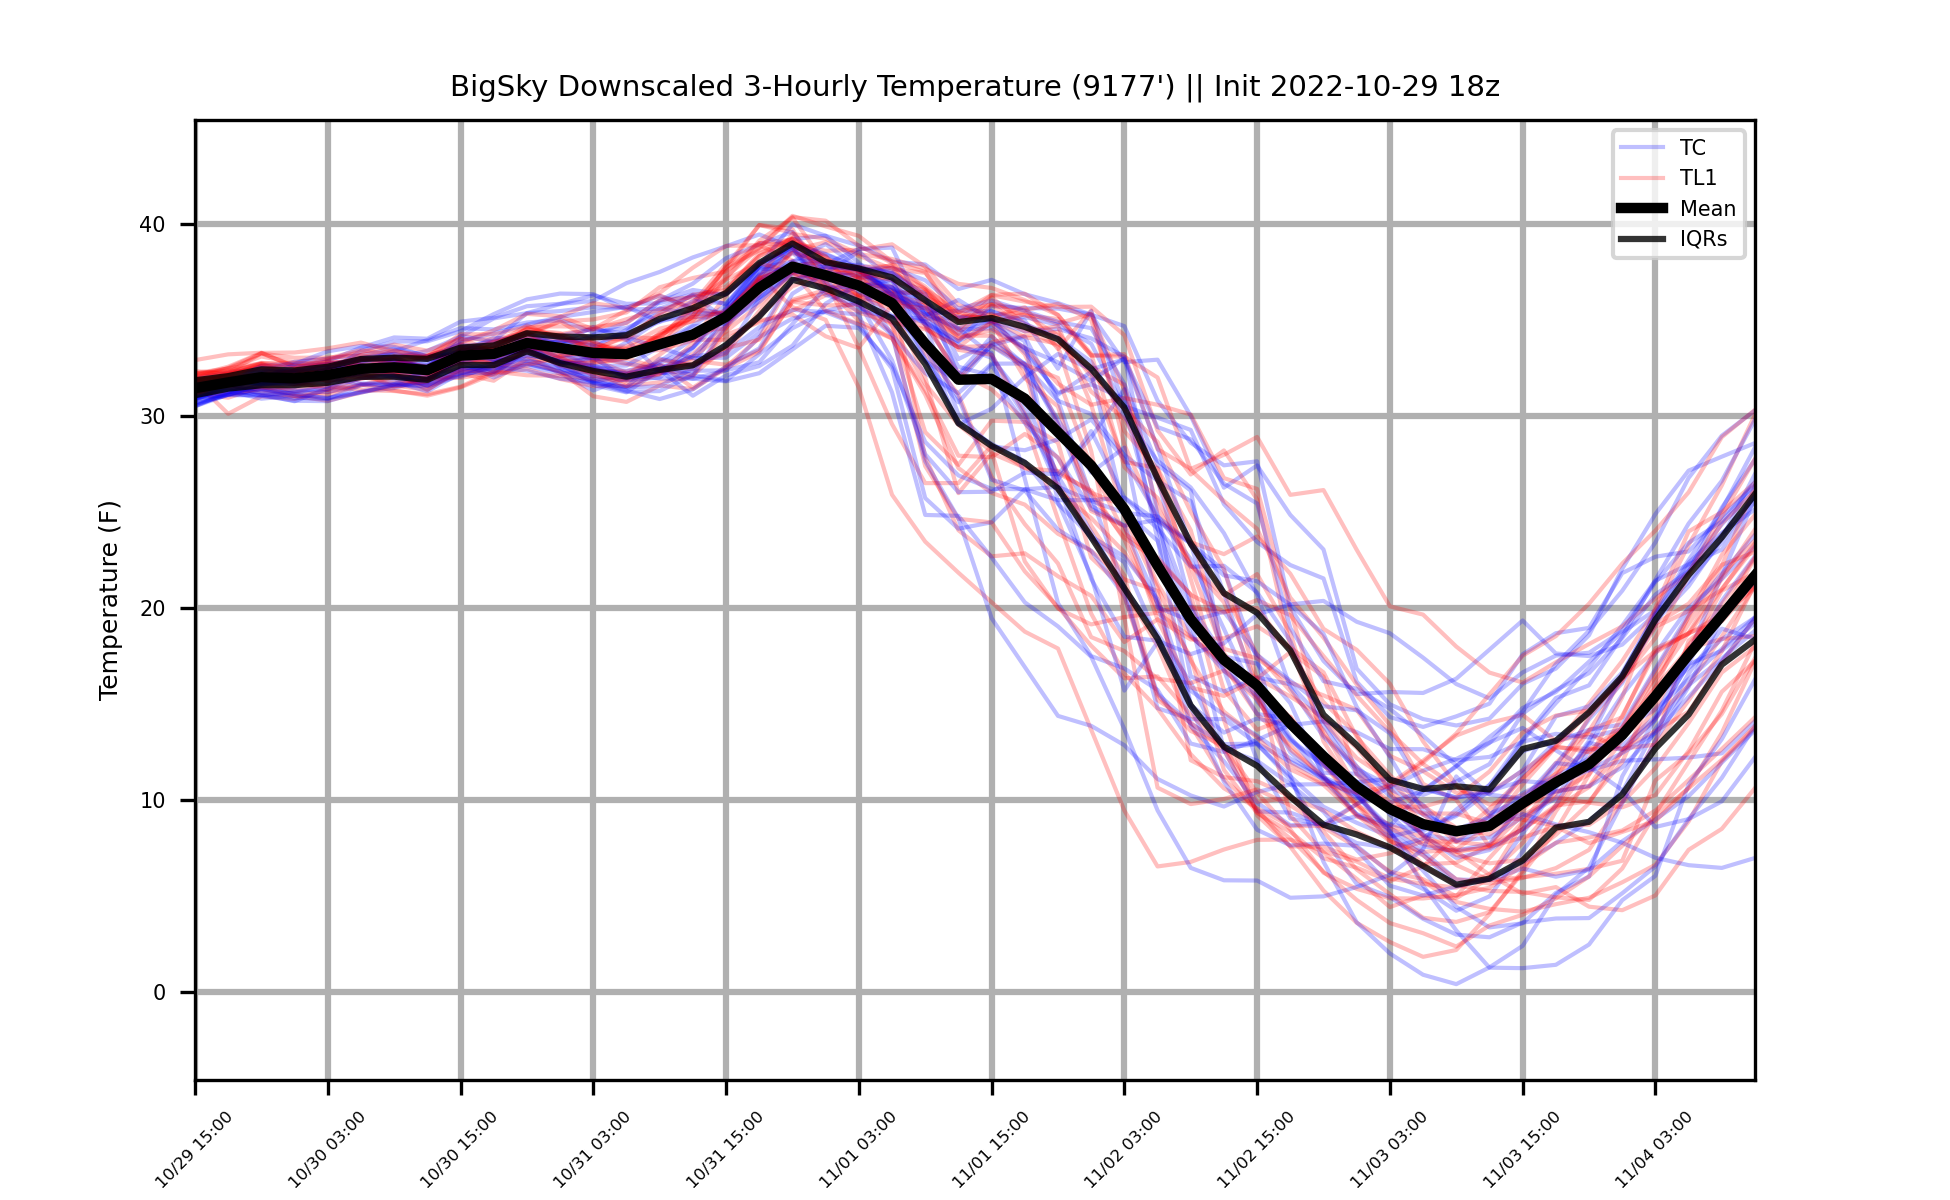 BigSky Downscaled 3-Hourly Temperature (9177') || Init 2022-10-29 18z
TC
TL1
Mean
IQRs
Temperature (F)
40
30
20
10
0
10/29 15:00
10/30 03:00
10/30 15:00
10/31 03:00
10/31 15:00
11/01 03:00
11/01 15:00
11/02 03:00
11/02 15:00
11/03 03:00
11/03 15:00
11/04 03:00